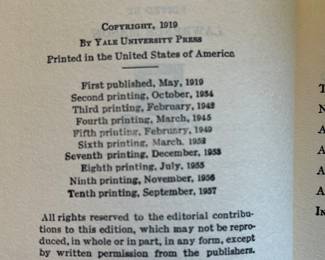 COPYRIGHT, 1919
BY YALE UNIVERSITY PRESS
Printed in the United States of America
First published, May, 1919
Second printing, October, 1934
Third printing, February, 1942
Fourth printing, March, 1945
Fifth printing, February, 1949
Sixth printing, March, 1952
Seventh printing, December, 1953
Eighth printing, July, 1955
Ninth printing, November, 1956
Tenth printing, September, 1957
All rights reserved to the editorial contribu-
tions to this edition, which may not be repro-
duced, in whole or in part, in any form, except
by written permission from the publishers.